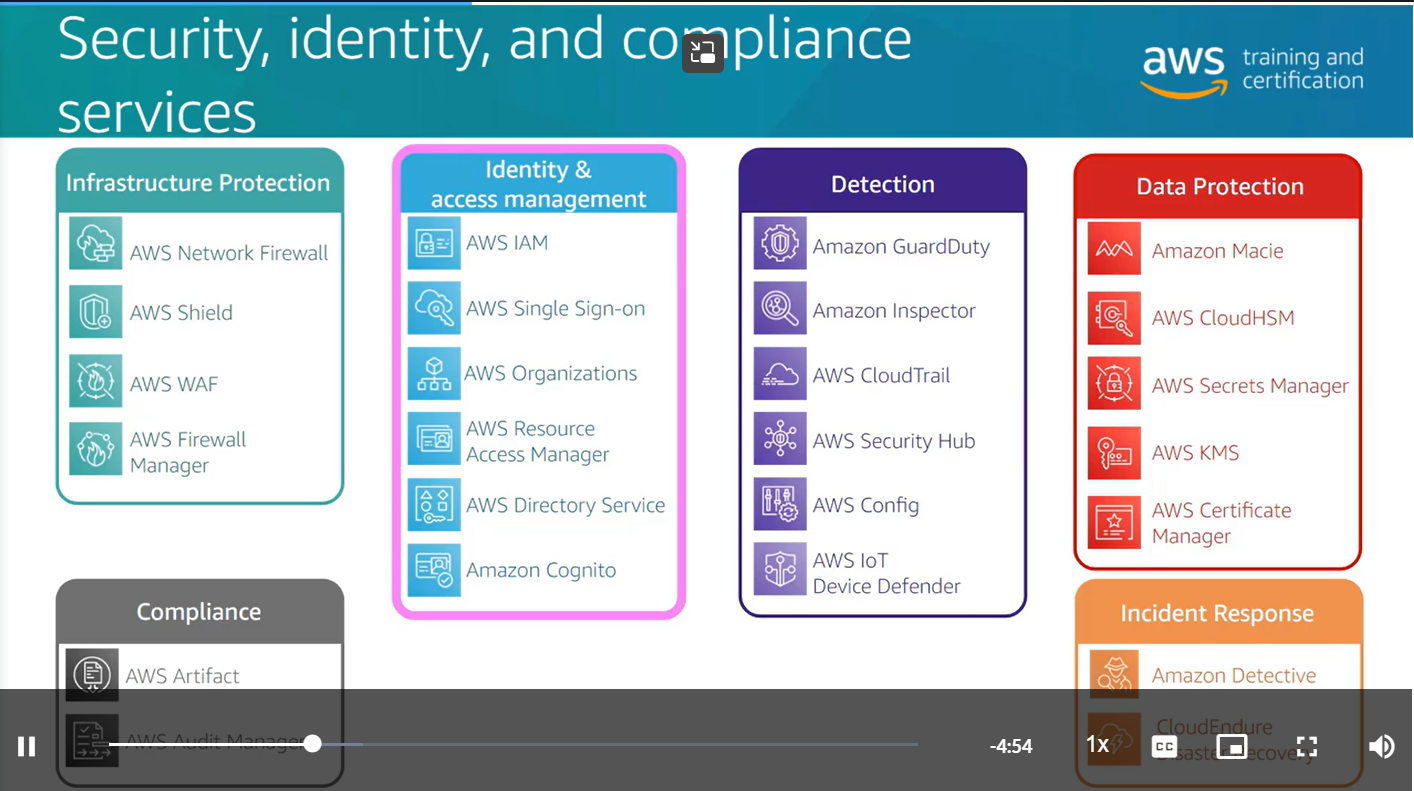 Security, identity, and compliance
services
aws training and
certification
Infrastructure Protection
AWS Network Firewall
AWS Shield
AWS WAF
AWS Firewall
Manager
Identity &
access management
AWS IAM
AWS Single Sign-on
AWS Organizations
AWS Resource
Access Manager
AWS Directory Service
Amazon Cognito
Detection
Amazon GuardDuty
Amazon Inspector
AWS CloudTrail
AWS Security Hub
AWS Config
AWS IoT
Device Defender
Data Protection
Amazon Macie
AWS CloudHSM
AWS Secrets Manager
AWS KMS
AWS Certificate
Manager
Compliance
AWS Artifact
AWS Audit Manager
Incident Response
Amazon Detective
CloudEndure
Disaster Recovery
-4:54
1x
CC